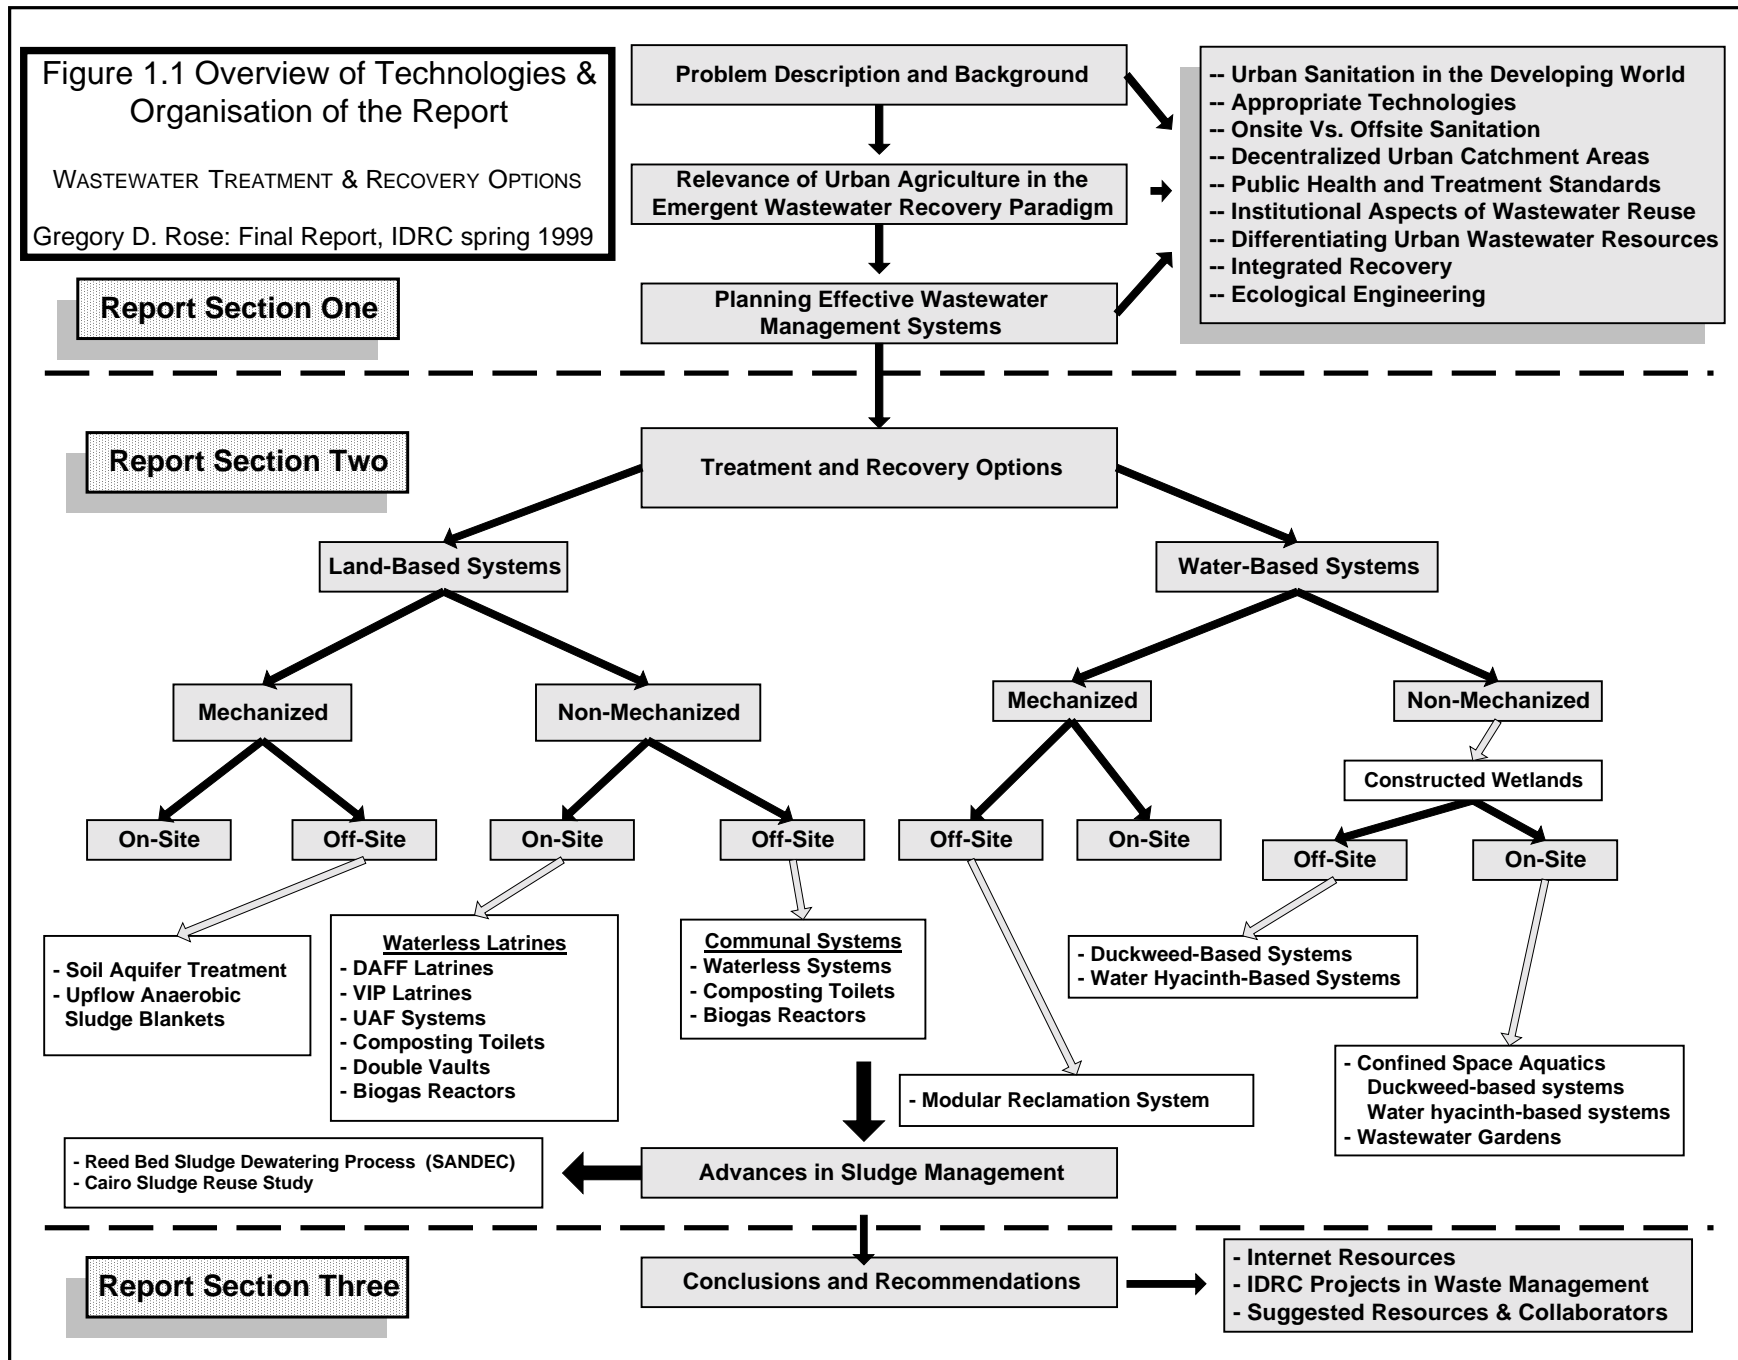 Figure 1.1 Overview of Technologies &
Organisation of the Report
WASTEWATER TREATMENT & RECOVERY OPTIONS
Gregory D. Rose: Final Report, IDRC spring 1999
Report Section One
Problem Description and Background
Relevance of Urban Agriculture in the
Emergent Wastewater Recovery Paradigm
Planning Effective Wastewater
Management Systems
-- Urban Sanitation in the Developing World
-- Appropriate Technologies
-- Onsite Vs. Offsite Sanitation
-- Decentralized Urban Catchment Areas
-- Public Health and Treatment Standards
-- Institutional Aspects of Wastewater Reuse
-- Differentiating Urban Wastewater Resources
-- Integrated Recovery
-- Ecological Engineering
Report Section Two
Treatment and Recovery Options
Land-Based Systems
Water-Based Systems
Mechanized
Non-Mechanized
Mechanized
Non-Mechanized
Constructed Wetlands
On-Site
Off-Site
On-Site
Off-Site
Off-Site
On-Site
Off-Site
On-Site
- Soil Aquifer Treatment
- Upflow Anaerobic
Sludge Blankets
Waterless Latrines
- DAFF Latrines
- VIP Latrines
- UAF Systems
- Composting Toilets
- Double Vaults
- Biogas Reactors
Communal Systems
- Waterless Systems
- Composting Toilets
- Biogas Reactors
- Modular Reclamation System
- Duckweed-Based Systems
- Water Hyacinth-Based Systems
- Confined Space Aquatics
Duckweed-based systems
Water hyacinth-based systems
- Wastewater Gardens
- Reed Bed Sludge Dewatering Process (SANDEC)
- Cairo Sludge Reuse Study
Advances in Sludge Management
Report Section Three
Conclusions and Recommendations
- Internet Resources
- IDRC Projects in Waste Management
- Suggested Resources & Collaborators